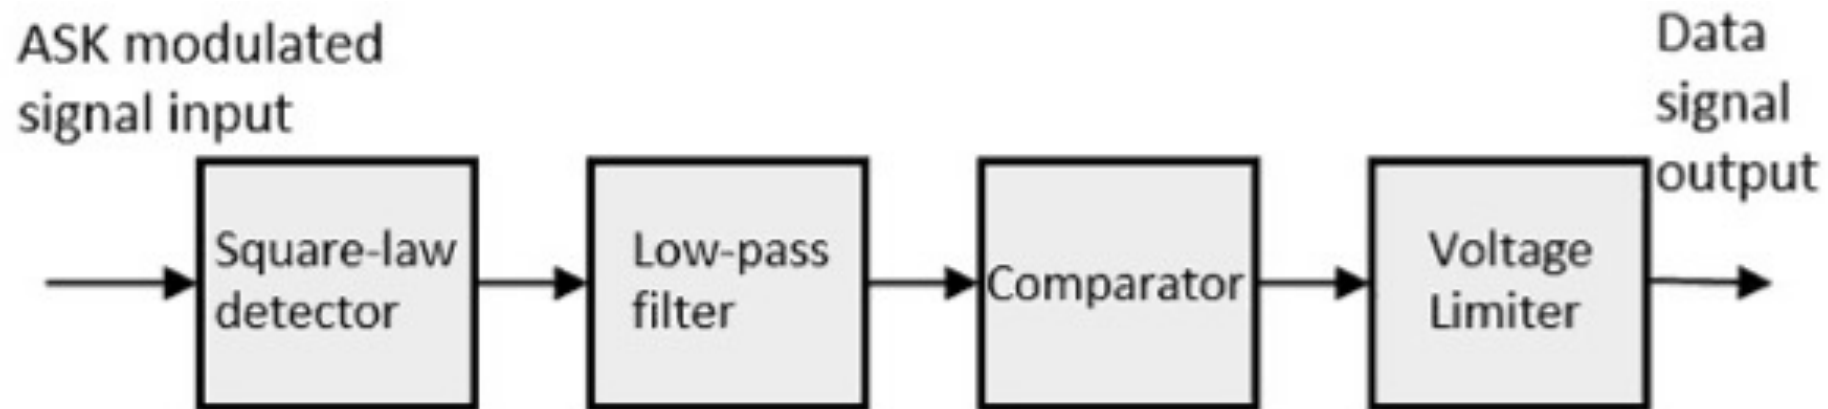 ASK modulated
signal input
Data
signal
output
Square-law
detector
Low-pass
filter
Comparator
Voltage
Limiter